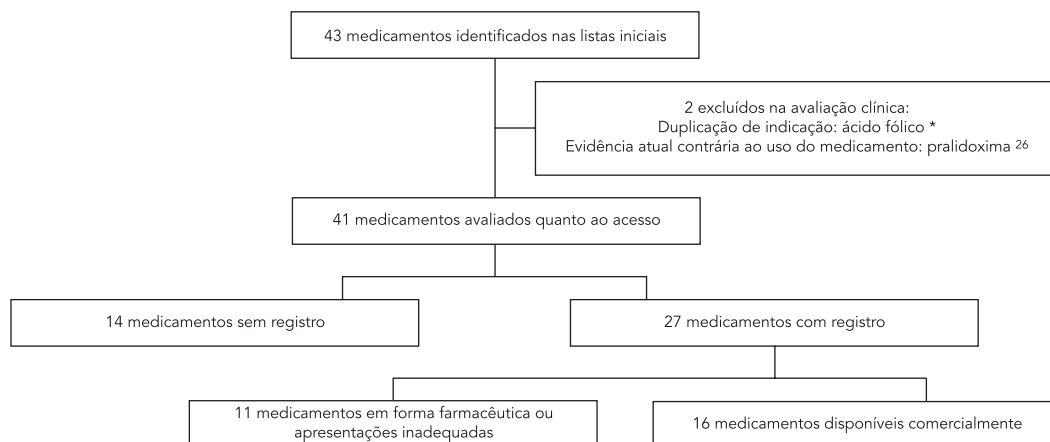 43 medicamentos identificados nas listas iniciais
2 excluídos na avaliação clínica:
Duplicação de indicação: ácido fólico *
Evidência atual contrária ao uso do medicamento: pralidoxima 26
41 medicamentos avaliados quanto ao acesso
14 medicamentos sem registro
27 medicamentos com registro
11 medicamentos em forma farmacêutica ou
apresentações inadequadas
16 medicamentos disponíveis comercialmente